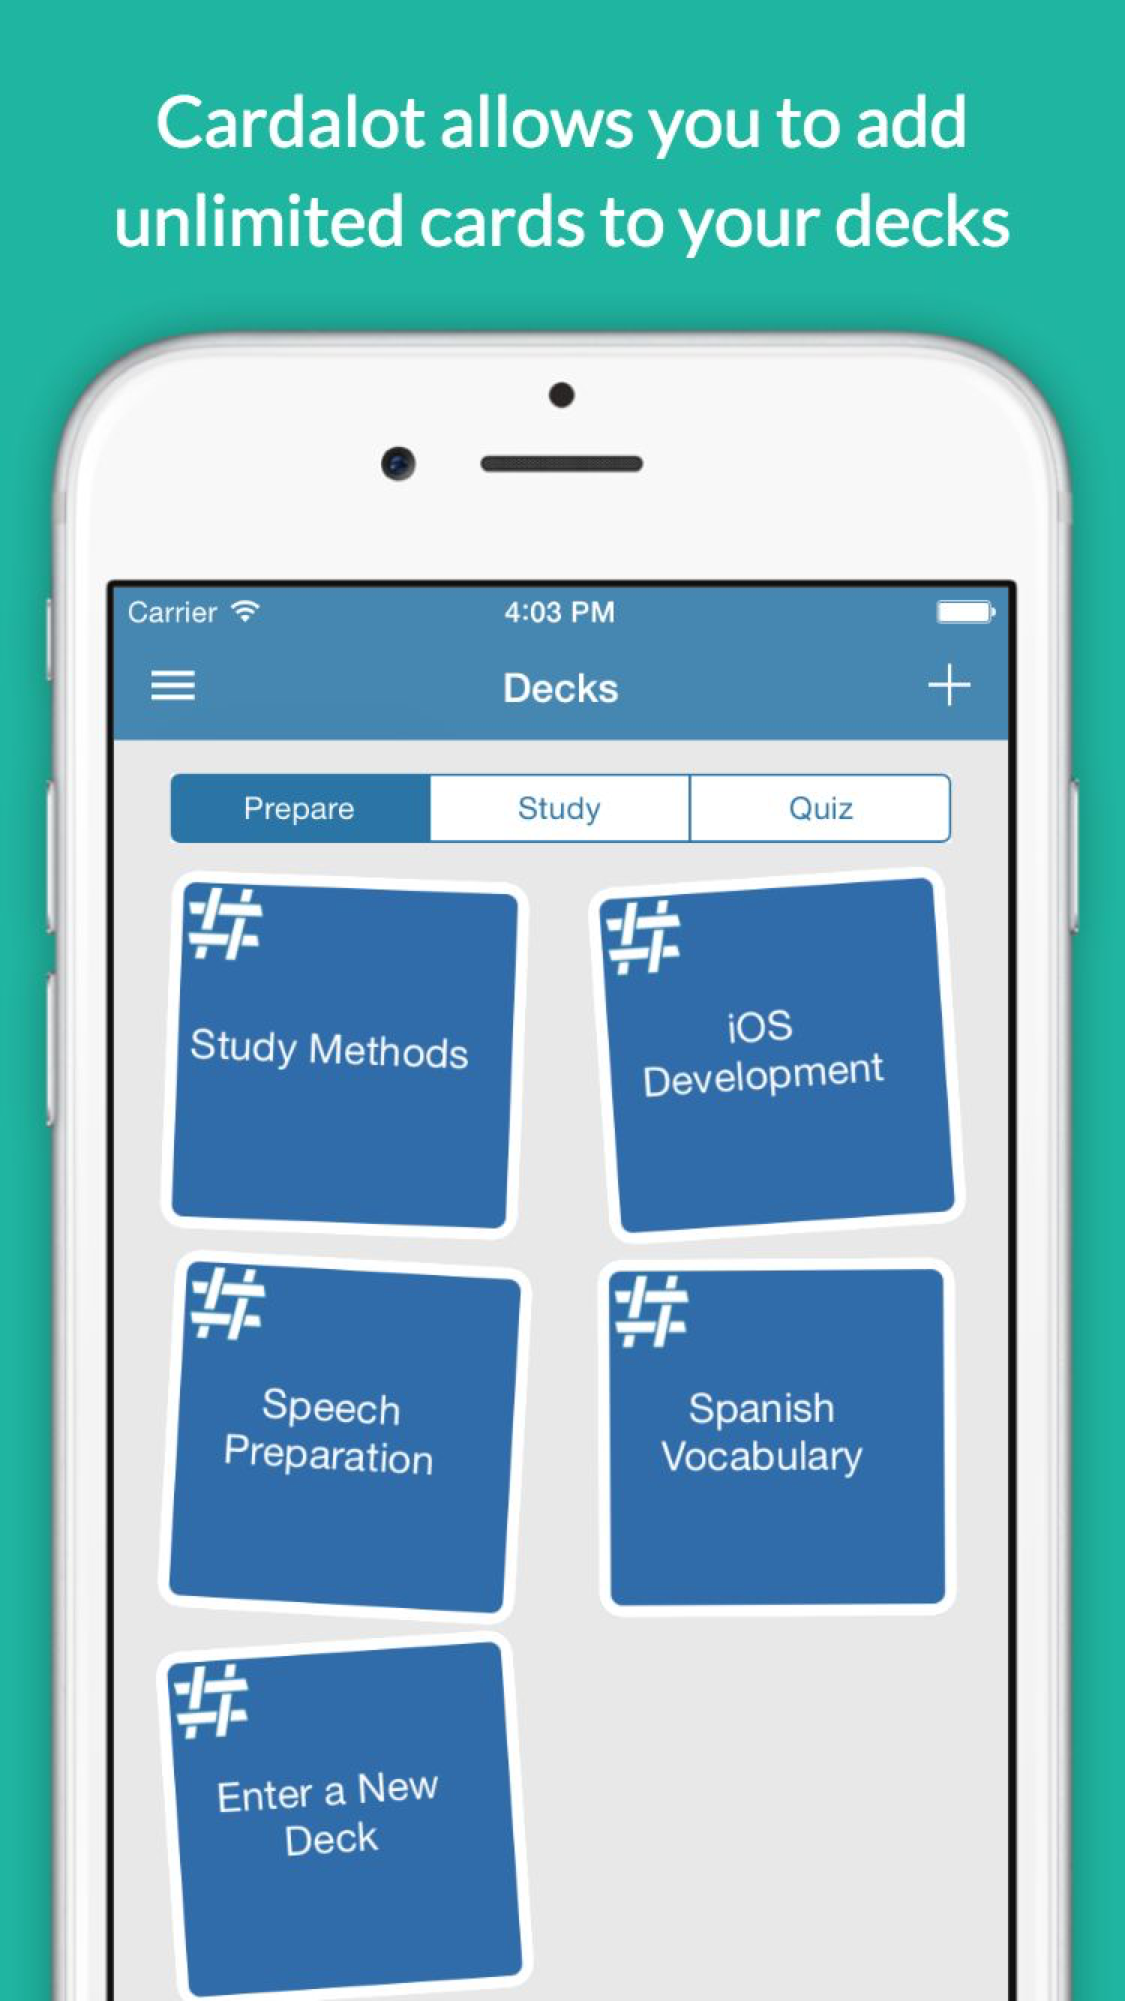 Cardalot allows you to add
unlimited cards to your decks
Carrier 4:03 PM
Decks
Prepare Study Quiz
Study Methods
iOS
Development
Speech
Preparation
Spanish
Vocabulary
Enter a New
Deck